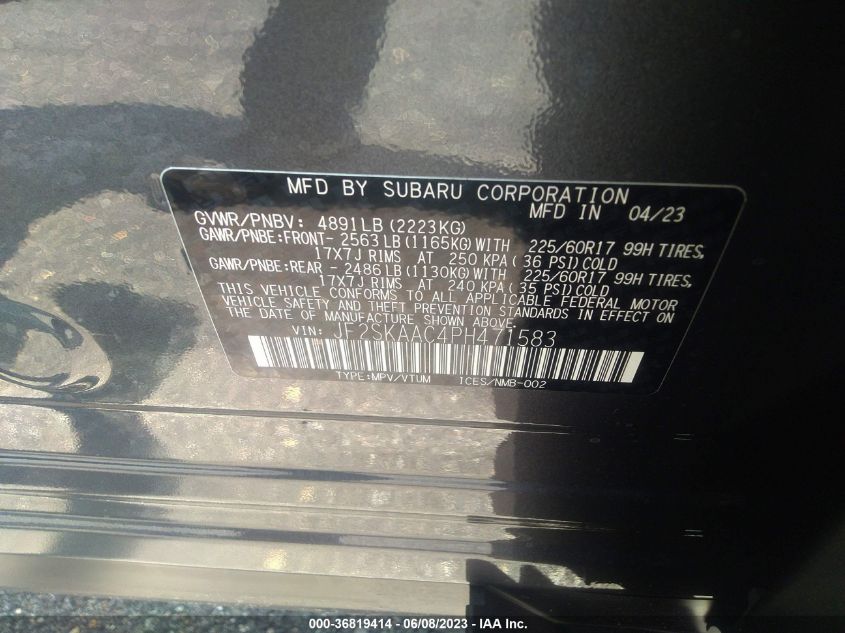 MFD BY SUBARU CORPORATION
MFD IN 04/23
GVWR/PNBV: 4891LB (2223KG)
GAWR/PNBE:FRONT- 2563LB (1165KG) WITH 225/60R17 99H TIRES,
17X7J RIMS AT 250 KPA (36 PSI) COLD
GAWR/PNBE:REAR - 2486LB (1130KG) WITH 225/60R17 99H TIRES,
17X7J RIMS AT 240 KPA (35 PSI) COLD
THIS VEHICLE CONFORMS TO ALL APPLICABLE FEDERAL MOTOR
VEHICLE SAFETY AND THEFT PREVENTION STANDARDS IN EFFECT ON
THE DATE OF MANUFACTURE SHOWN ABOVE.
VIN: JF2SKAAC4PH471583
TYPE:MPV/VTUM ICES/NMB-002
000-36819414 - 06/08/2023 - IAA Inc.